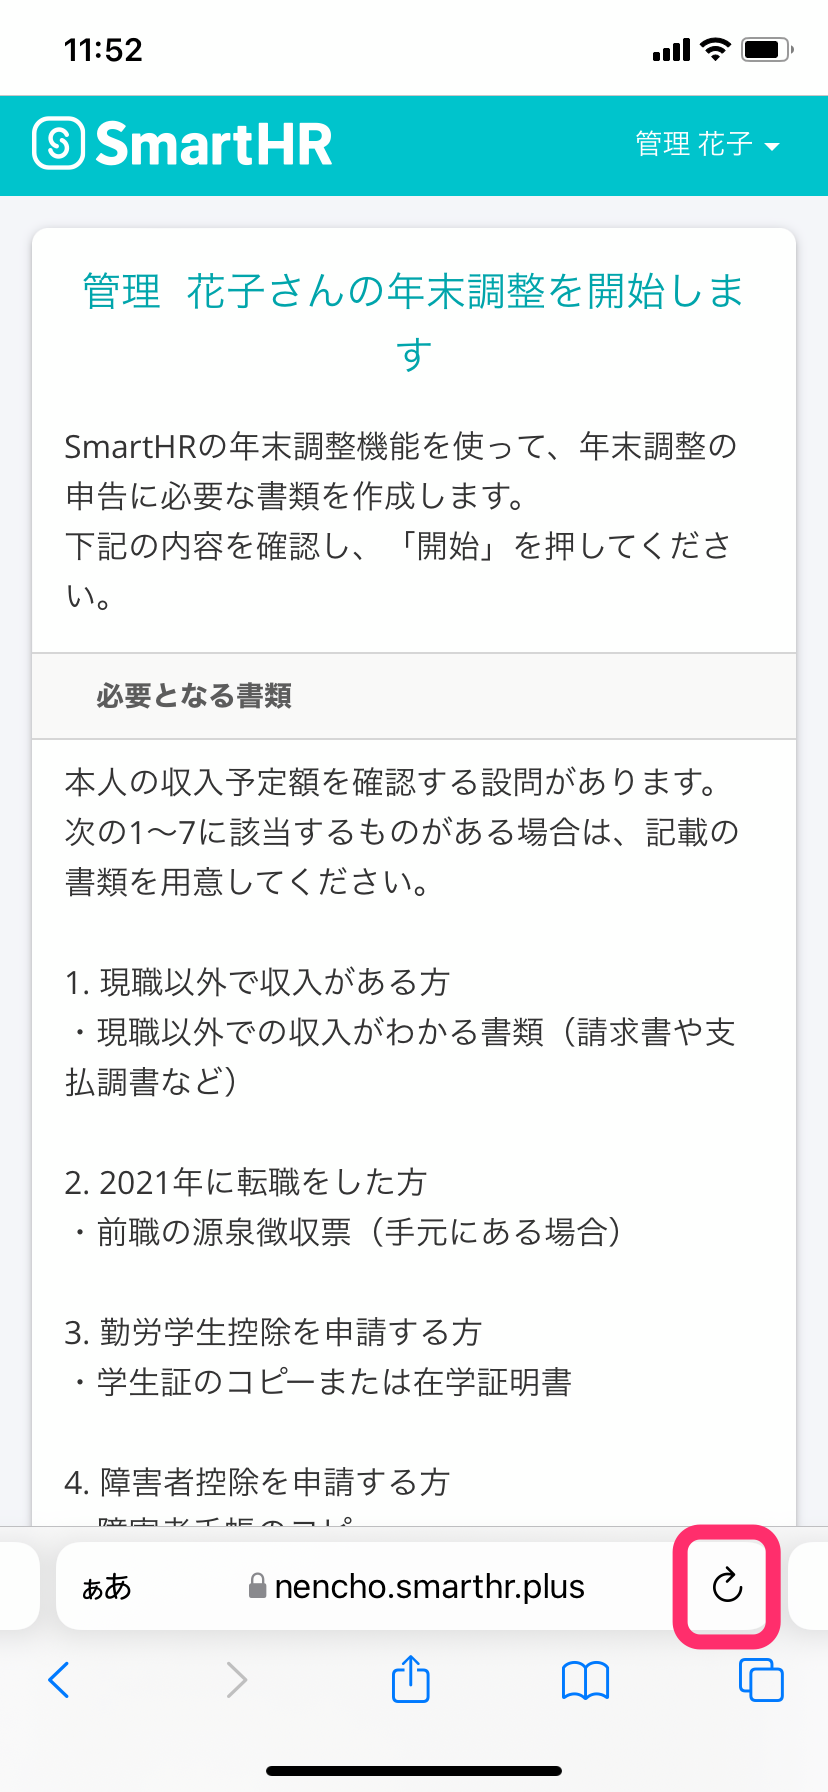 11:52
SmartHR
管理 花子
管理 花子さんの年末調整を開始しま
す
SmartHRの年末調整機能を使って、年末調整の
申告に必要な書類を作成します。
下記の内容を確認し、「開始」を押してくださ
い。
必要となる書類
本人の収入予定額を確認する設問があります。
次の1〜7に該当するものがある場合は、記載の
書類を用意してください。
1. 現職以外で収入がある方
・現職以外での収入がわかる書類（請求書や支
払調書など）
2. 2021年に転職をした方
・前職の源泉徴収票（手元にある場合）
3. 勤労学生控除を申請する方
・学生証のコピーまたは在学証明書
4. 障害者控除を申請する方
・障害者手帳のコピー
ぁあ
nencho.smarthr.plus